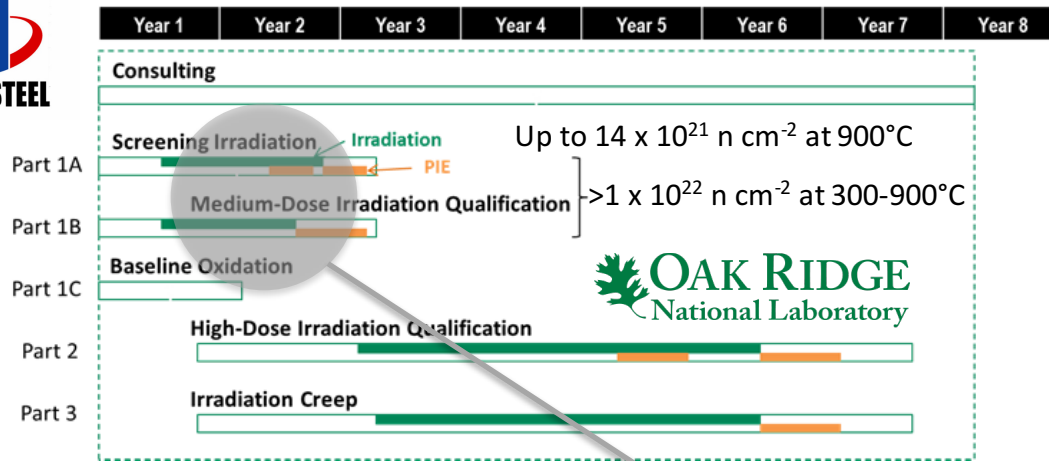 Year 1 Year 2 Year 3 Year 4 Year 5 Year 6 Year 7 Year 8
Consulting
STEEL
Screening Irradiation Irradiation Up to 14 x 10²¹ n cm⁻² at 900°C
Part 1A
PIE
>1 x 10²² n cm⁻² at 300-900°C
Medium-Dose Irradiation Qualification
Part 1B
Baseline Oxidation
Part 1C
OAK RIDGE
National Laboratory
High-Dose Irradiation Qualification
Part 2
Irradiation Creep
Part 3